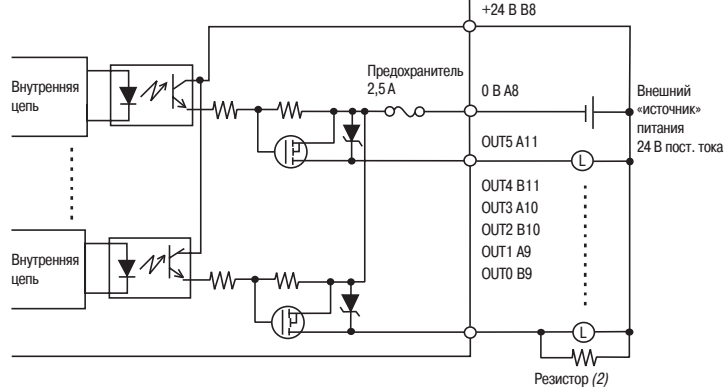 +24 В B8
Предохранитель
2,5 А
Внутренняя
цепь
0 В A8
Внешний
«источник»
питания
24 В пост. тока
OUT5 A11
L
OUT4 B11
OUT3 A10
OUT2 B10
OUT1 A9
OUT0 B9
Внутренняя
цепь
L
Резистор (2)